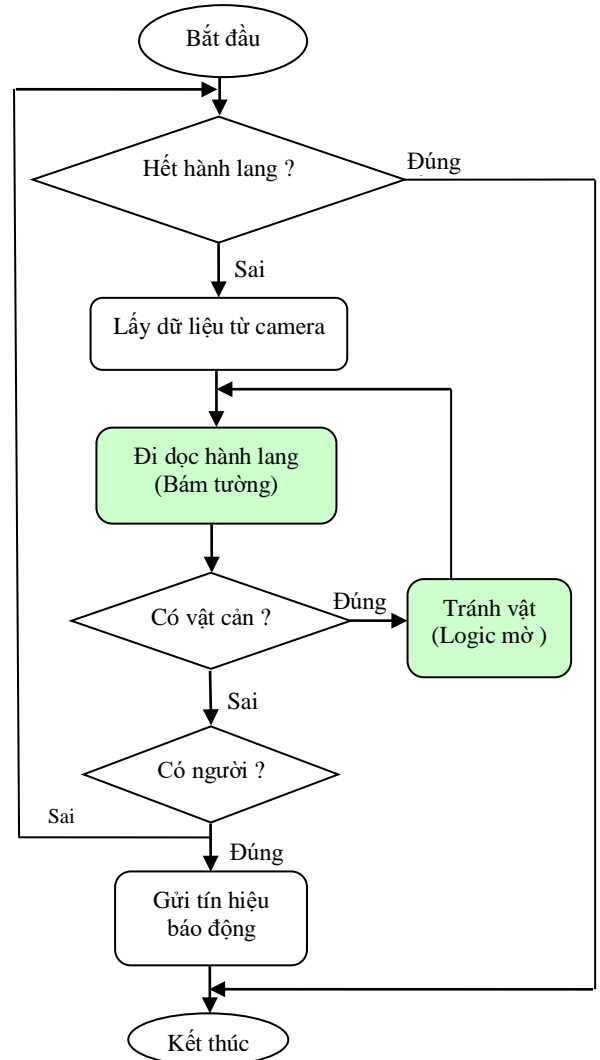 Bắt đầu
Hết hành lang ?
Đúng
Sai
Lấy dữ liệu từ camera
Đi dọc hành lang
(Bám tường)
Có vật cản ?
Đúng
Tránh vật
(Logic mờ )
Sai
Có người ?
Sai
Đúng
Gửi tín hiệu
báo động
Kết thúc